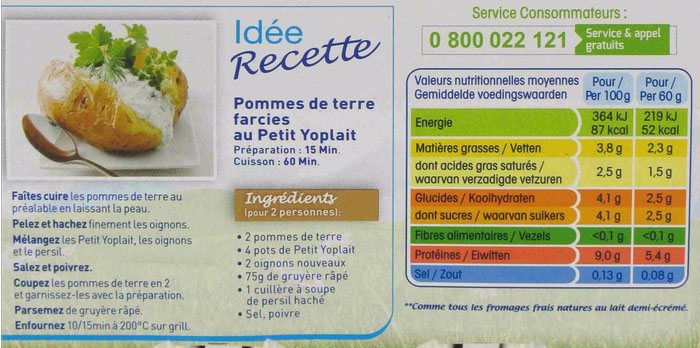 Idée
Recette
Pommes de terre
farcies
au Petit Yoplait
Préparation : 15 Min.
Cuisson : 60 Min.
Faîtes cuire les pommes de terre au
préalable en laissant la peau.
Pelez et hachez finement les oignons.
Mélangez les Petit Yoplait, les oignons
et le persil.
Salez et poivrez.
Coupez les pommes de terre en 2
et garnissez-les avec la préparation.
Parsemez de gruyère râpé.
Enfournez 10/15min à 200°C sur grill.
Ingrédients
(pour 2 personnes):
• 2 pommes de terre
• 4 pots de Petit Yoplait
• 2 oignons nouveaux
• 75g de gruyère râpé
• 1 cuillère à soupe
de persil haché
• Sel, poivre
Service Consommateurs :
0 800 022 121 Service & appel
gratuits
Valeurs nutritionnelles moyennes Pour / Pour /
Gemiddelde voedingswaarden Per 100g Per 60 g
Energie 364 kJ 219 kJ
87 kcal 52 kcal
Matières grasses / Vetten 3,8 g 2,3 g
dont acides gras saturés /
waarvan verzadigde vetzuren 2,5 g 1,5 g
Glucides / Koolhydraten 4,1 g 2,5 g
dont sucres / waarvan suikers 4,1 g 2,5 g
Fibres alimentaires / Vezels <0,1 g <0,1 g
Protéines / Eiwitten 9,0 g 5,4 g
Sel / Zout 0,13 g 0,08 g
**Comme tous les fromages frais natures au lait demi-écrémé.